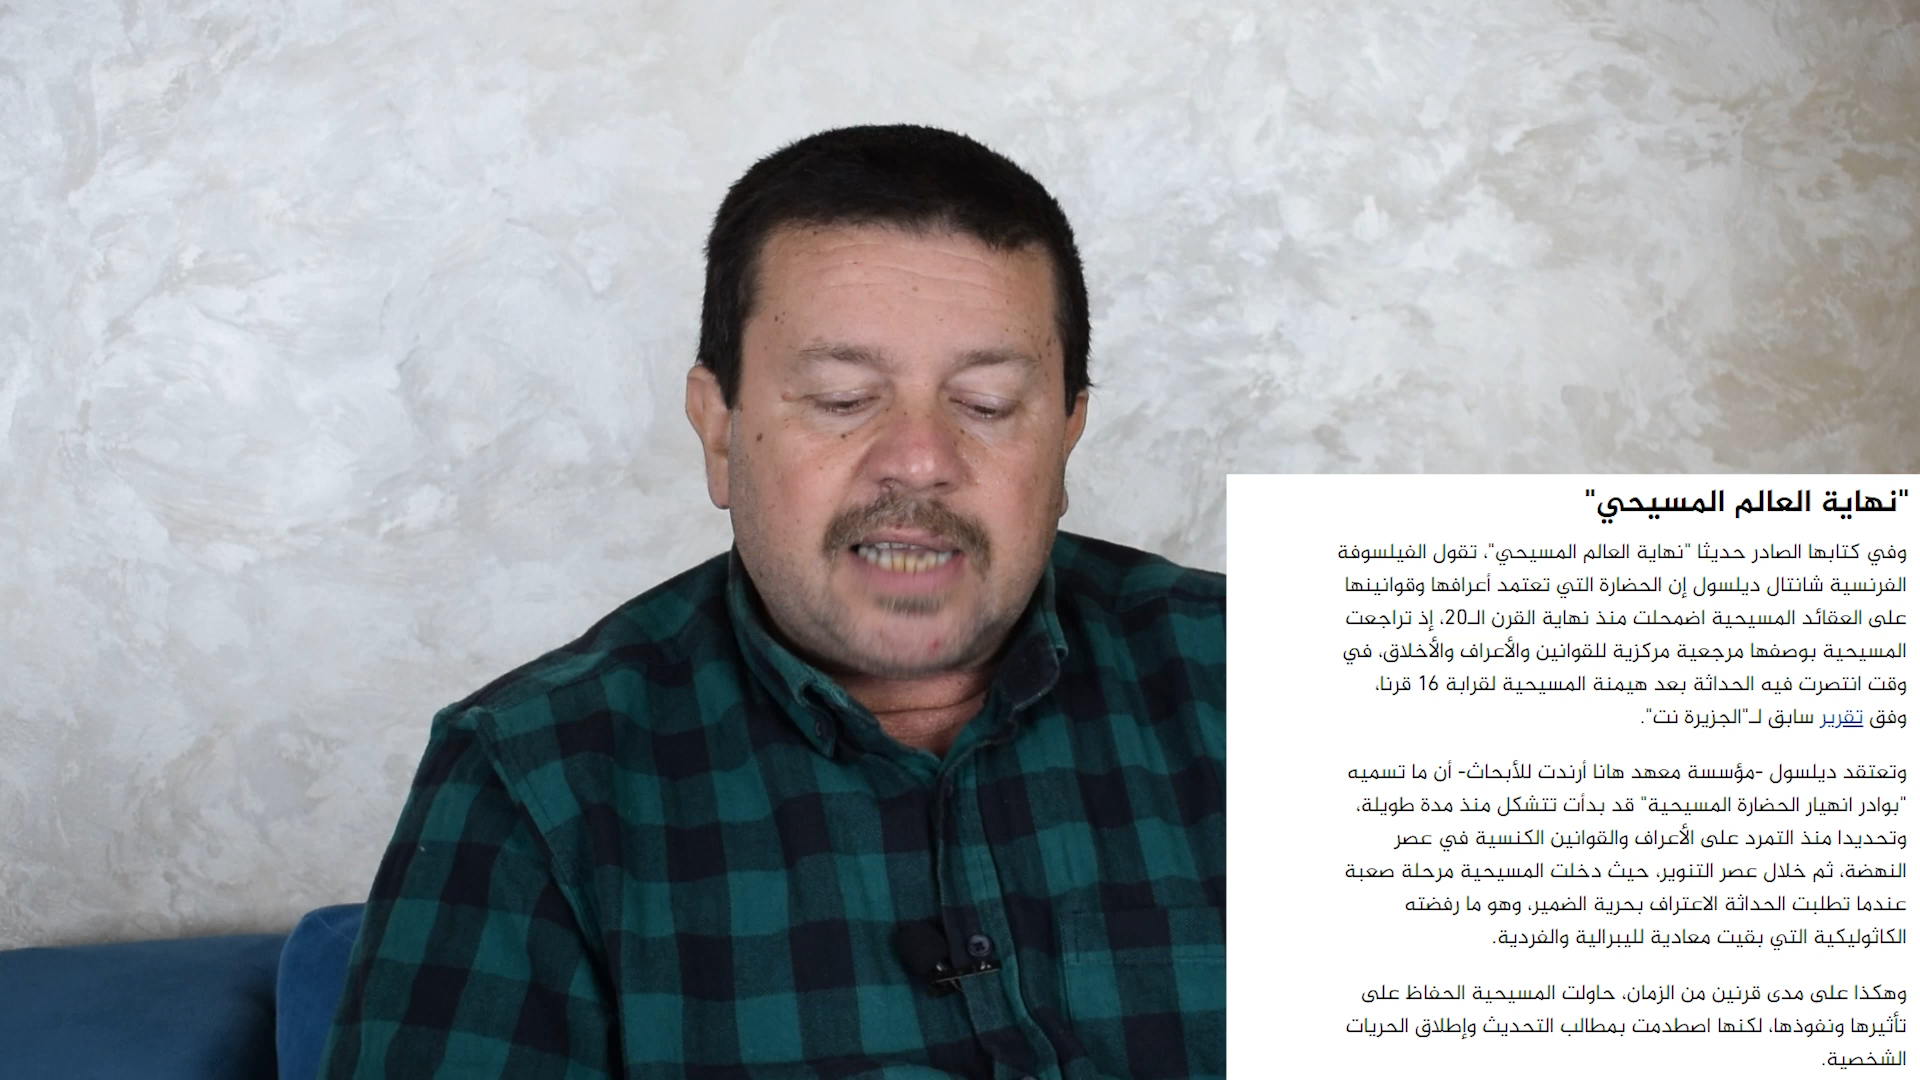 "نهاية العالم المسيحي"
وفي كتابها الصادر حديثا "نهاية العالم المسيحي"، تقول الفيلسوفة
الفرنسية شانتال ديلسول إن الحضارة التي تعتمد أعرافها وقوانينها
على العقائد المسيحية اضمحلت منذ نهاية القرن الـ20، إذ تراجعت
المسيحية بوصفها مرجعية مركزية للقوانين والأعراف والأخلاق، في
وقت انتصرت فيه الحداثة بعد هيمنة المسيحية لقرابة 16 قرنا،
وفق تقرير سابق لـ"الجزيرة نت".
وتعتقد ديلسول -مؤسسة معهد هانا أرندت للأبحاث- أن ما تسميه
"بوادر انهيار الحضارة المسيحية" قد بدأت تتشكل منذ مدة طويلة،
وتحديدا منذ التمرد على الأعراف والقوانين الكنسية في عصر
النهضة، ثم خلال عصر التنوير، حيث دخلت المسيحية مرحلة صعبة
عندما تطلبت الحداثة الاعتراف بحرية الضمير، وهو ما رفضته
الكاثوليكية التي بقيت معادية لليبرالية والفردية.
وهكذا على مدى قرنين من الزمان، حاولت المسيحية الحفاظ على
تأثيرها ونفوذها، لكنها اصطدمت بمطالب التحديث وإطلاق الحريات
الشخصية.